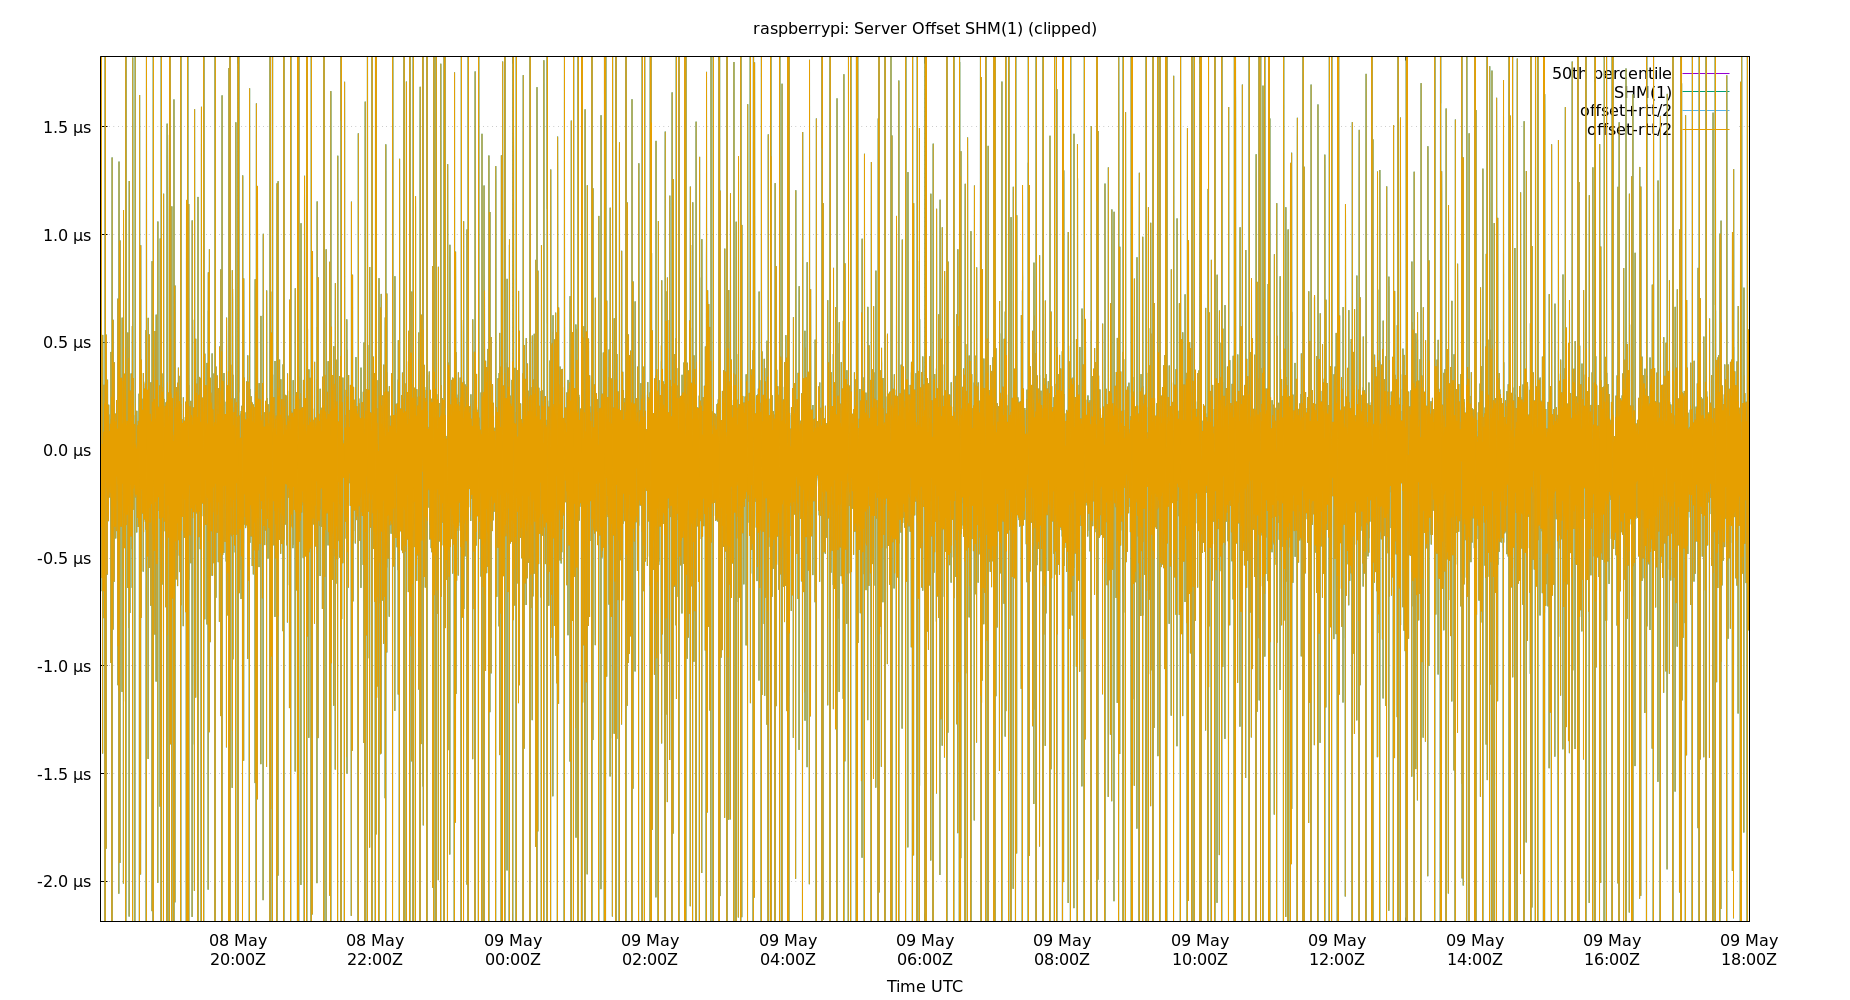 raspberrypi: Server Offset SHM(1) (clipped)
50th percentile
SHM(1)
offset+rtt/2
offset-rtt/2
1.5 µs
1.0 µs
0.5 µs
0.0 µs
-0.5 µs
-1.0 µs
-1.5 µs
-2.0 µs
08 May 08 May 09 May 09 May 09 May 09 May 09 May 09 May 09 May 09 May 09 May 09 May
20:00Z 22:00Z 00:00Z 02:00Z 04:00Z 06:00Z 08:00Z 10:00Z 12:00Z 14:00Z 16:00Z 18:00Z
Time UTC